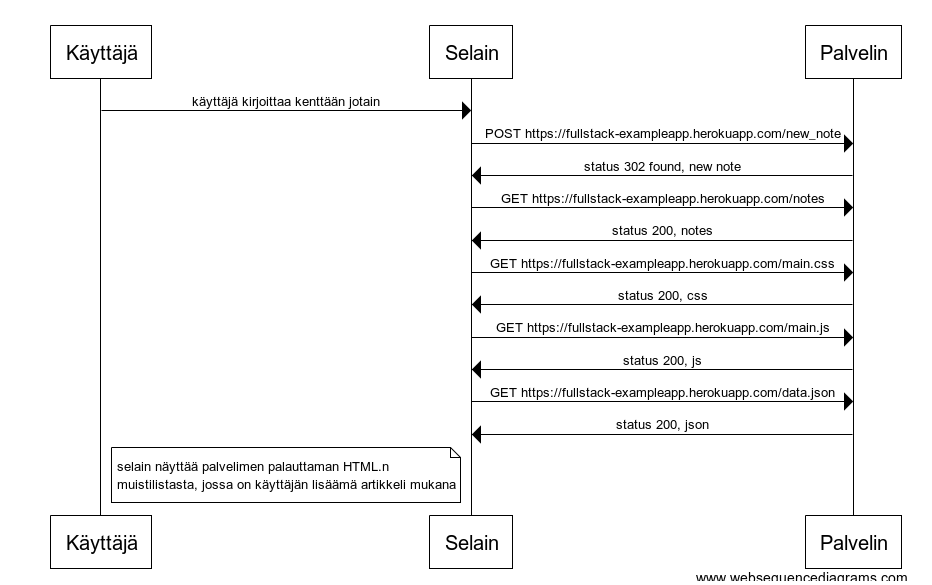 Käyttäjä
Selain
Palvelin
käyttäjä kirjoittaa kenttään jotain
POST https://fullstack-exampleapp.herokuapp.com/new_note
status 302 found, new note
GET https://fullstack-exampleapp.herokuapp.com/notes
status 200, notes
GET https://fullstack-exampleapp.herokuapp.com/main.css
status 200, css
GET https://fullstack-exampleapp.herokuapp.com/main.js
status 200, js
GET https://fullstack-exampleapp.herokuapp.com/data.json
status 200, json
selain näyttää palvelimen palauttaman HTML.n
muistilistasta, jossa on käyttäjän lisäämä artikkeli mukana
Käyttäjä
Selain
Palvelin
www.websequencediagrams.com